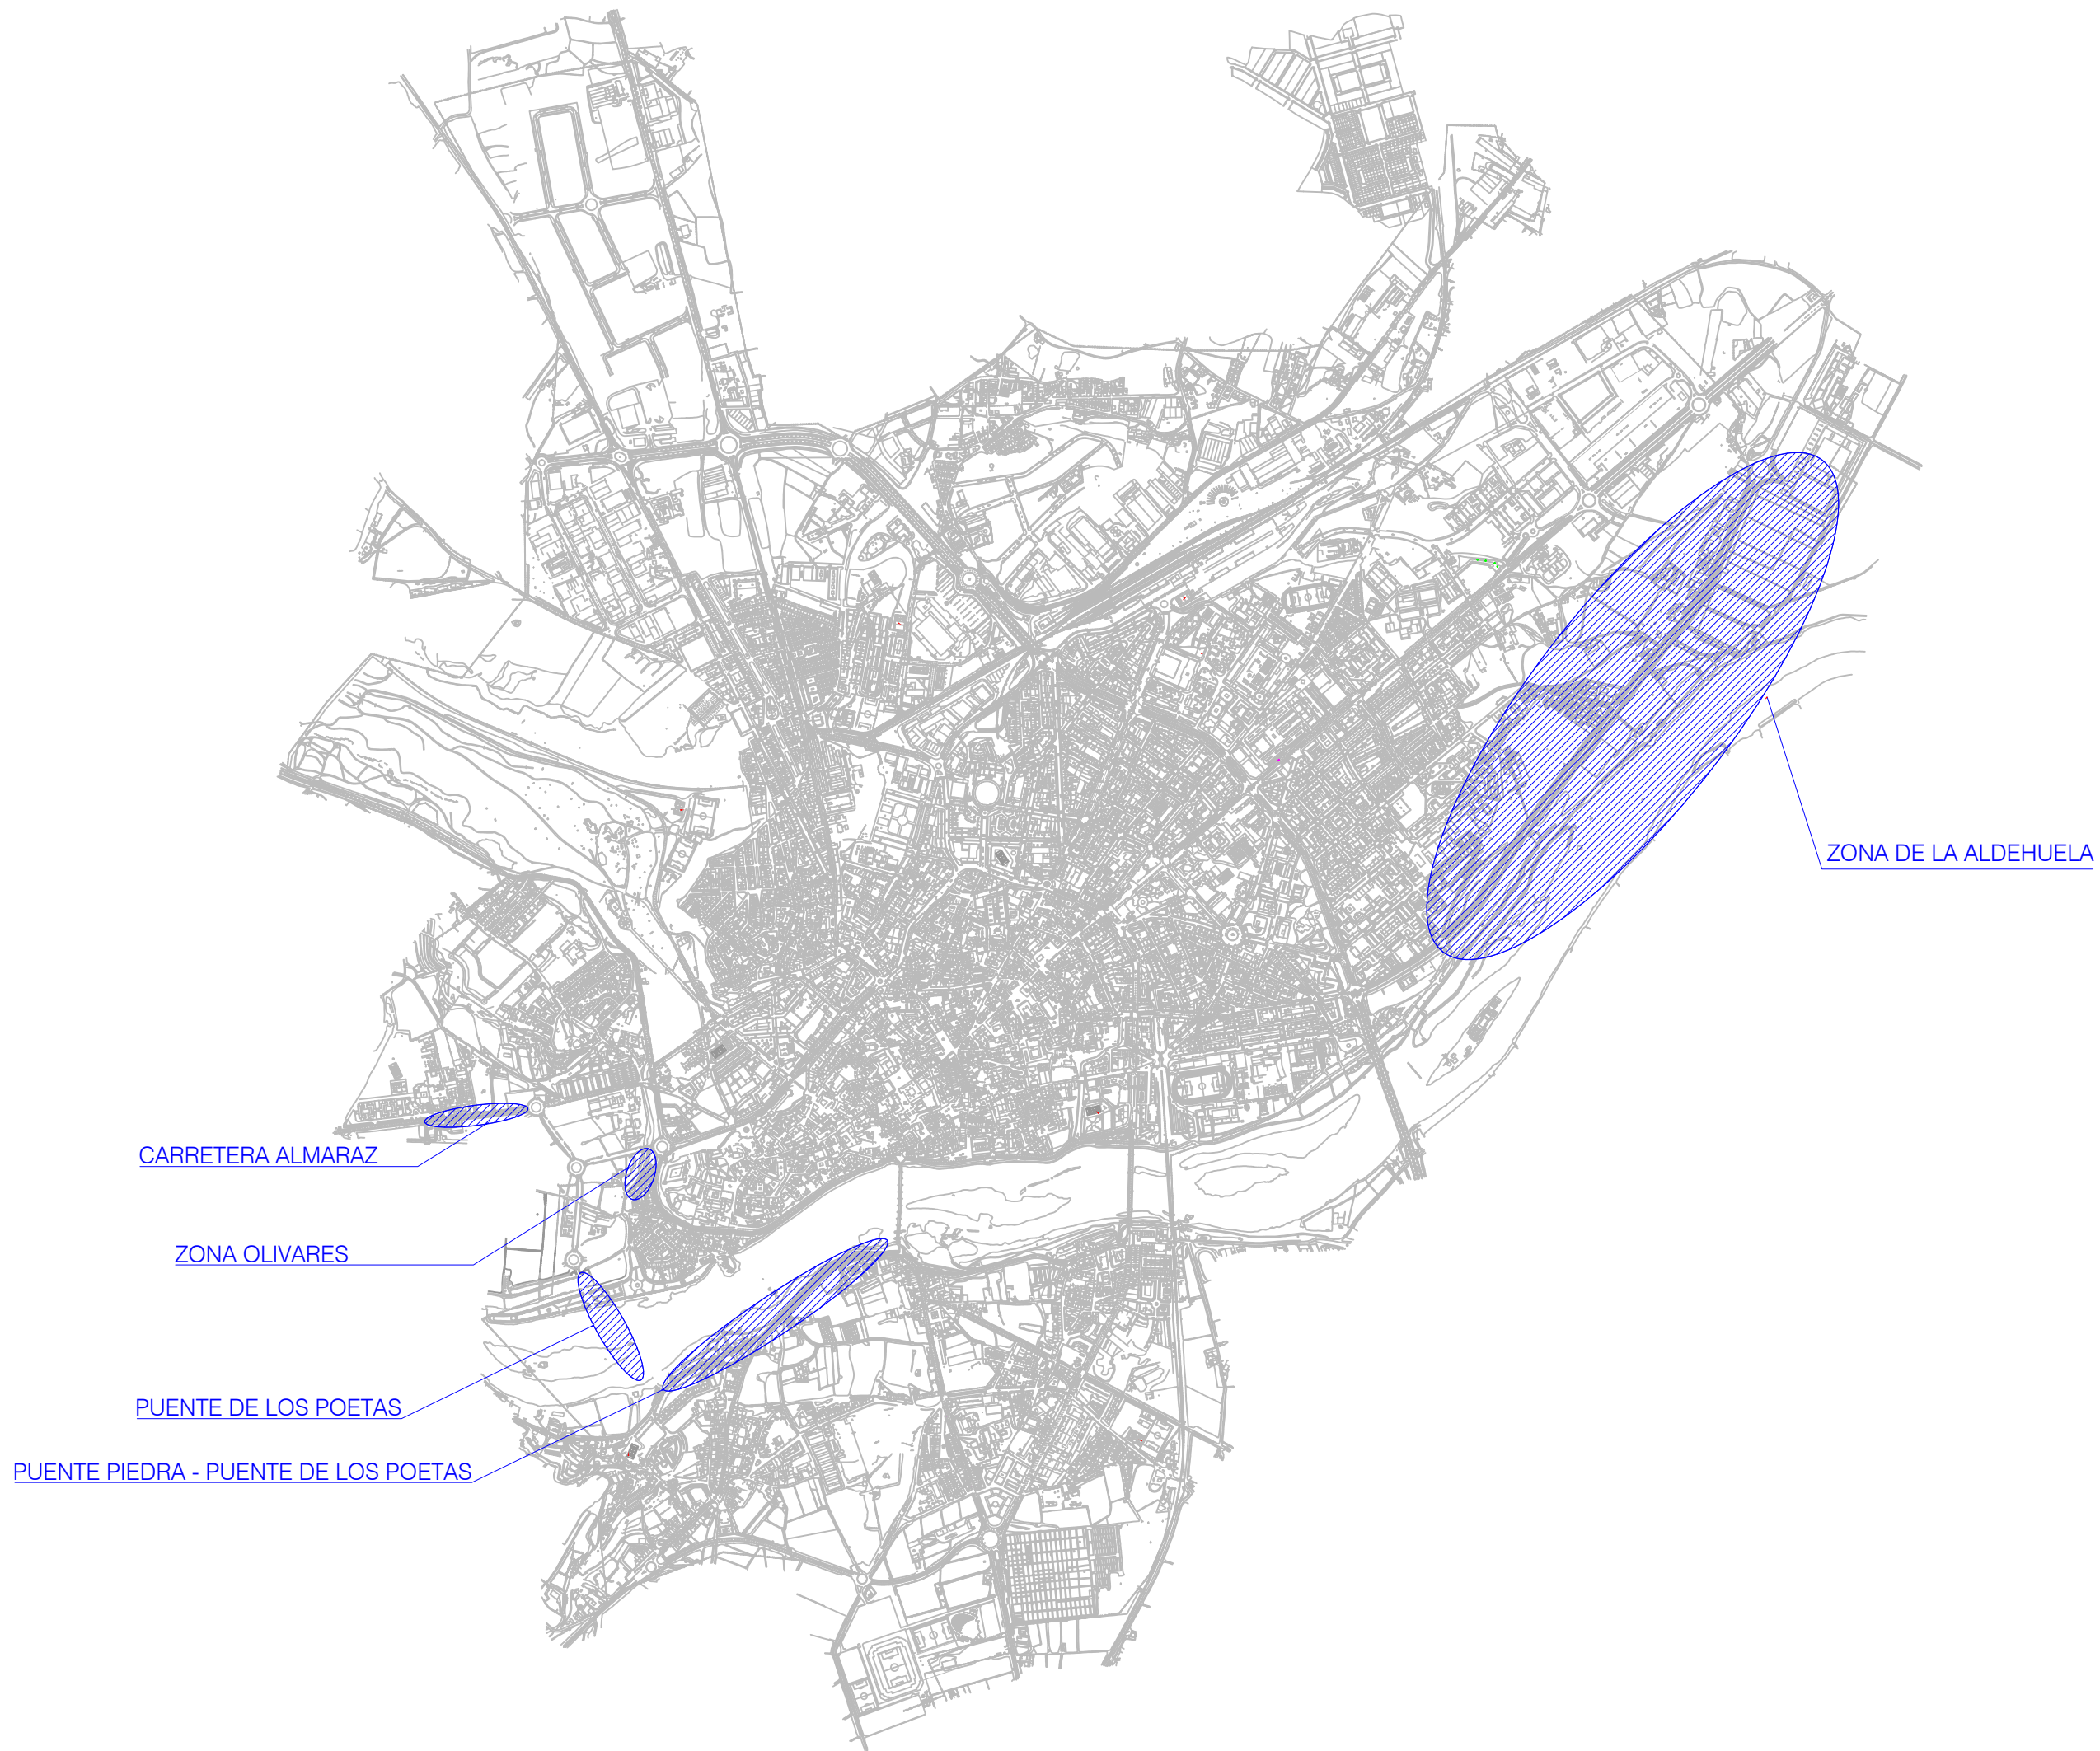 ZONA DE LA ALDEHUELA
CARRETERA ALMARAZ
ZONA OLIVARES
PUENTE DE LOS POETAS
PUENTE PIEDRA - PUENTE DE LOS POETAS